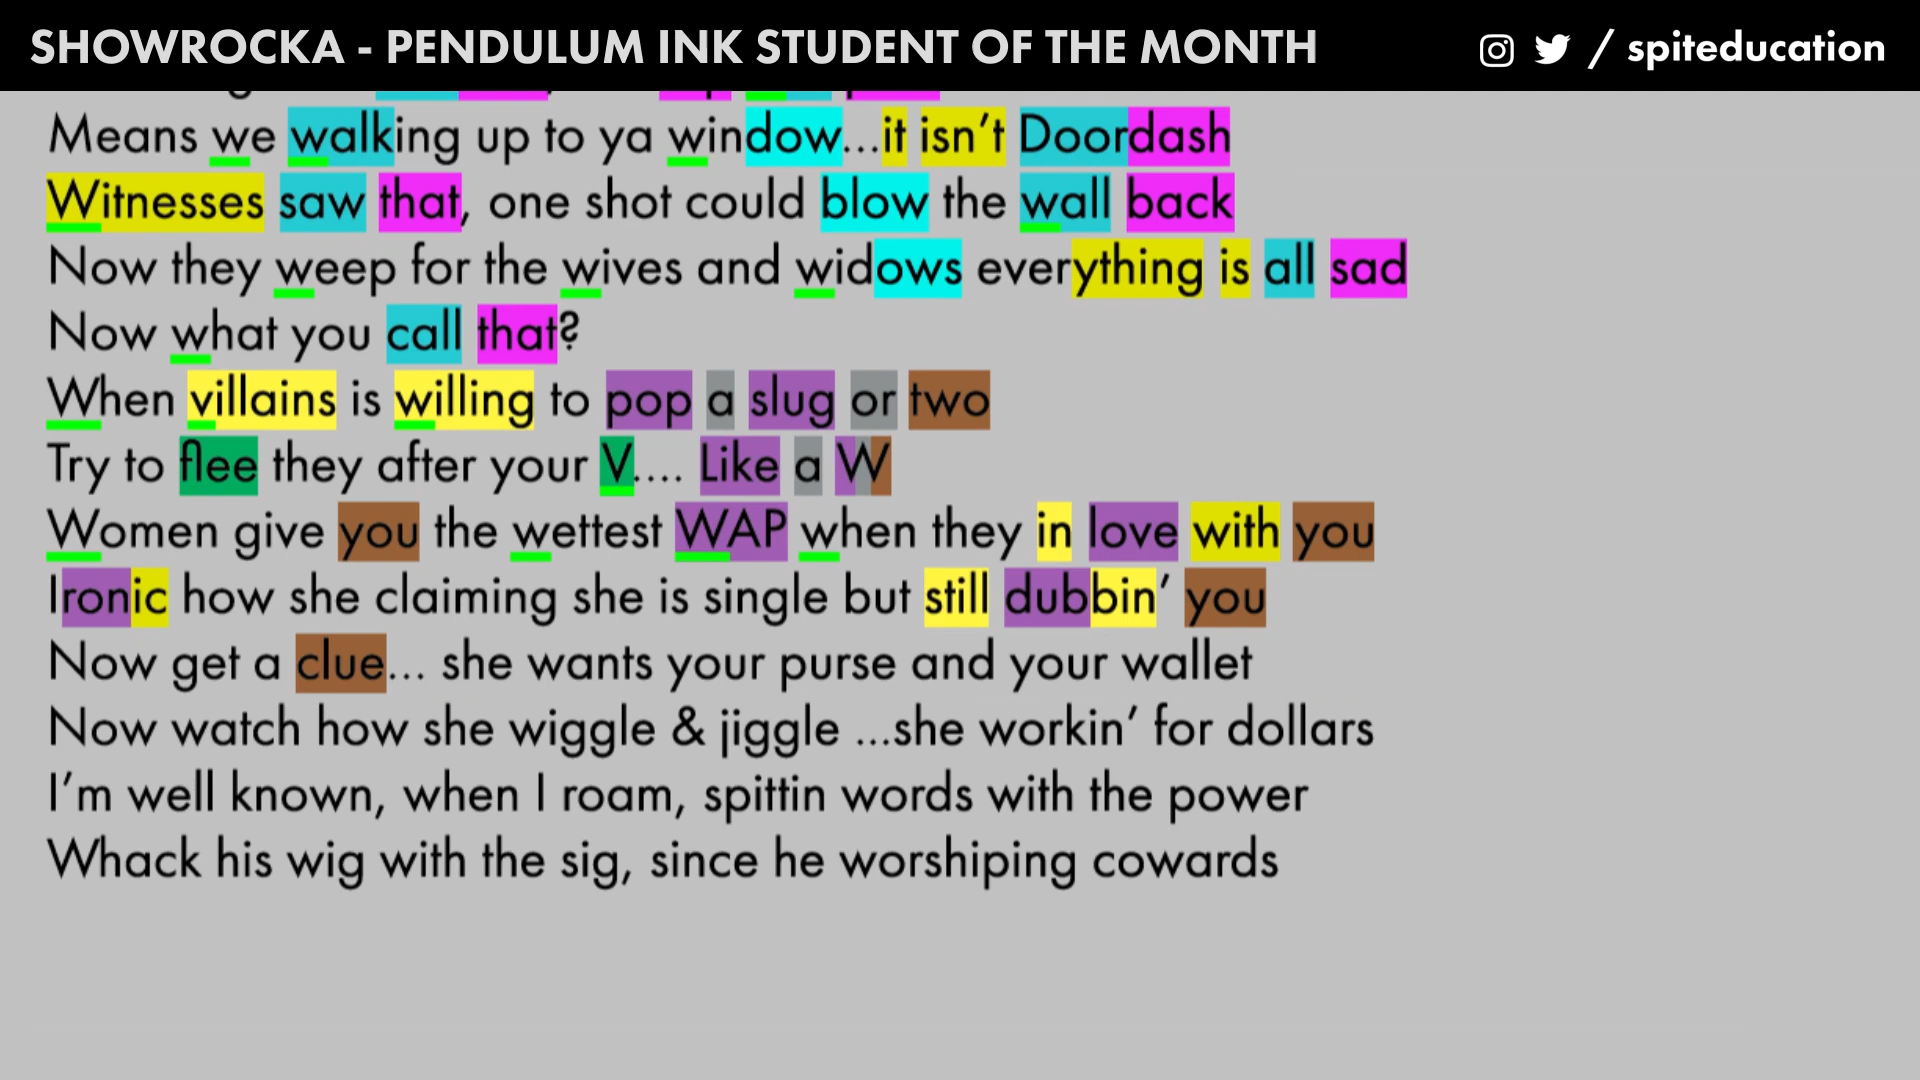 SHOWROCKA - PENDULUM INK STUDENT OF THE MONTH
/ spiteducation
Means we walking up to ya window...it isn't Doordash
Witnesses saw that, one shot could blow the wall back
Now they weep for the wives and widows everything is all sad
Now what you call that?
When villains is willing to pop a slug or two
Try to flee they after your V.... Like a W
Women give you the wettest WAP when they in love with you
Ironic how she claiming she is single but still dubbin' you
Now get a clue... she wants your purse and your wallet
Now watch how she wiggle & jiggle ...she workin' for dollars
I'm well known, when I roam, spittin words with the power
Whack his wig with the sig, since he worshiping cowards